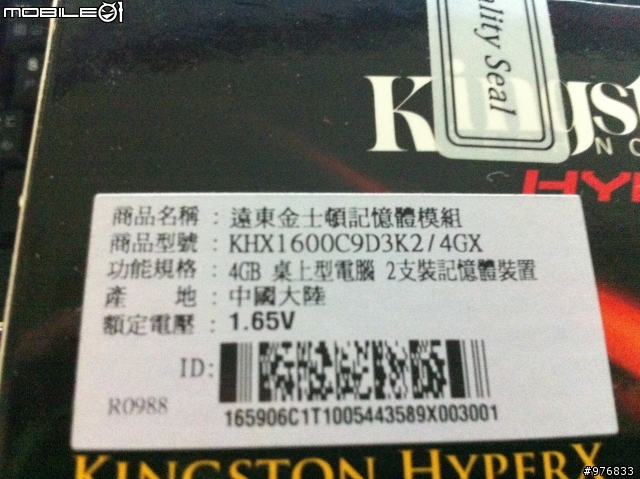 MOBILE01
Quality Seal
Kingst
HY
商品名稱：遠東金士頓記憶體模組
商品型號：KHX1600C9D3K2/4GX
功能規格：4GB 桌上型電腦 2支裝記憶體裝置
產 地：中國大陸
額定電壓：1.65V
ID:
R0988
165906C1T1005443589X003001
KINGSTON HYPERX
#976833